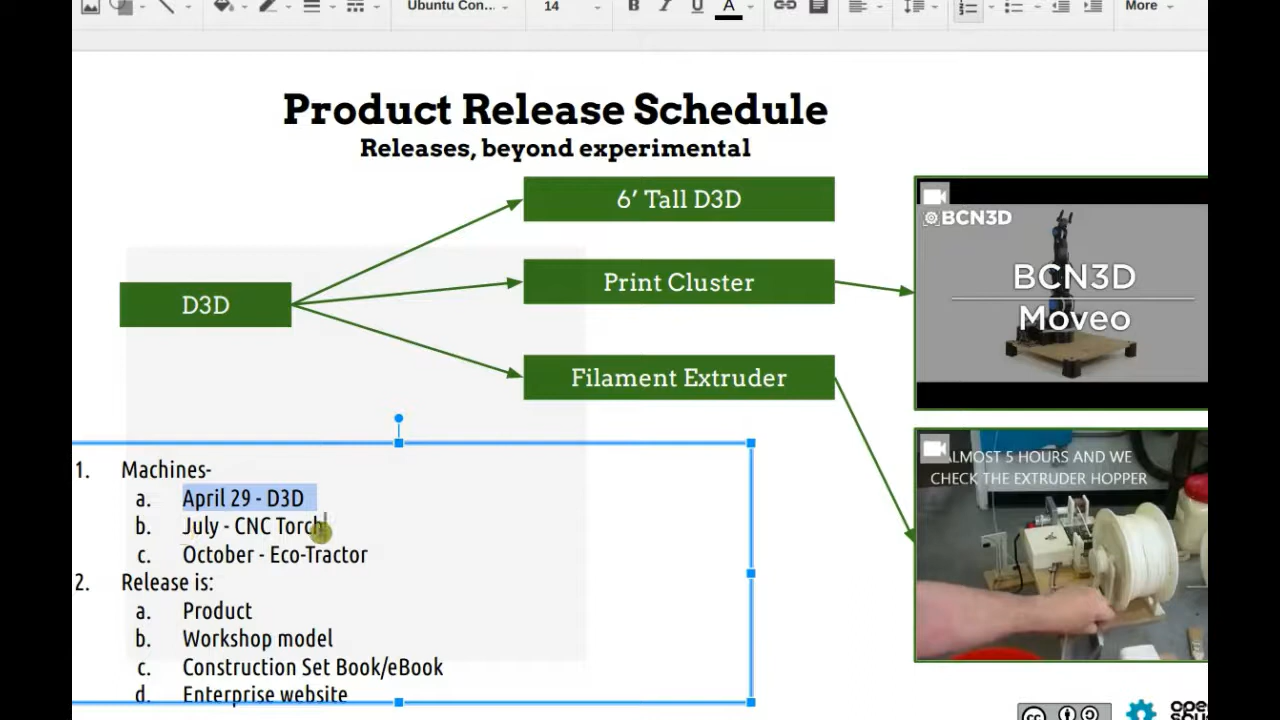 Ubuntu Con... 14 B I U A More
Product Release Schedule
Releases, beyond experimental
6’ Tall D3D
Print Cluster
D3D
Filament Extruder
BCN3D
BCN3D
Moveo
ALMOST 5 HOURS AND WE
CHECK THE EXTRUDER HOPPER
1. Machines-
a. April 29 - D3D
b. July - CNC Torch
c. October - Eco-Tractor
2. Release is:
a. Product
b. Workshop model
c. Construction Set Book/eBook
d. Enterprise website
cc